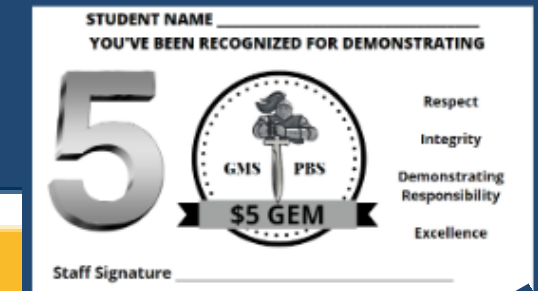 STUDENT NAME
YOU'VE BEEN RECOGNIZED FOR DEMONSTRATING
5
GMS PBS
$5 GEM
Respect
Integrity
Demonstrating
Responsibility
Excellence
Staff Signature